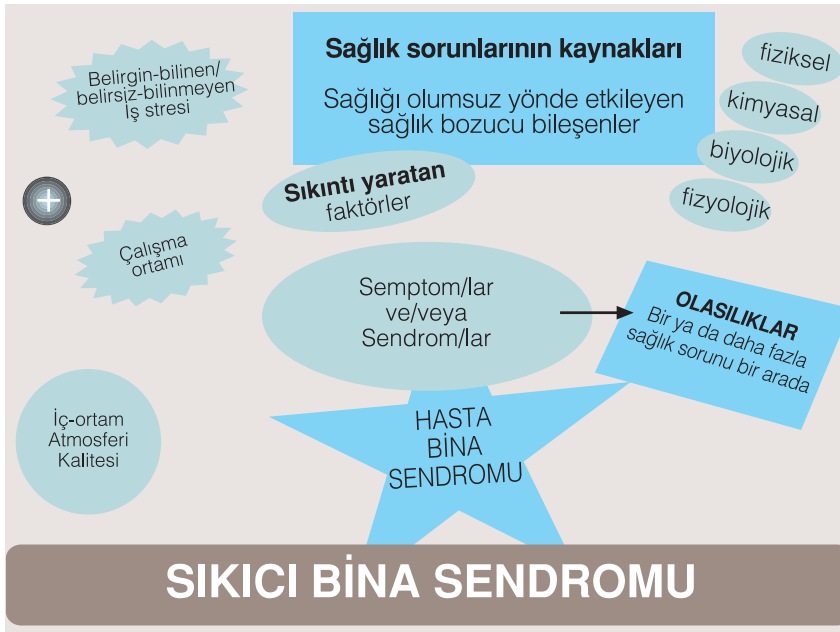 Belirgin-bilinen/
belirsiz-bilinmeyen
İş stresi
Sağlık sorunlarının kaynakları
Sağlığı olumsuz yönde etkileyen
sağlık bozucu bileşenler
fiziksel
kimyasal
biyolojik
fizyolojik
Sıkıntı yaratan
faktörler
+
Çalışma
ortamı
Semptom/lar
ve/veya
Sendrom/lar
OLASILIKLAR
Bir ya da daha fazla
sağlık sorunu bir arada
İç-ortam
Atmosferi
Kalitesi
HASTA
BİNA
SENDROMU
SIKICI BİNA SENDROMU